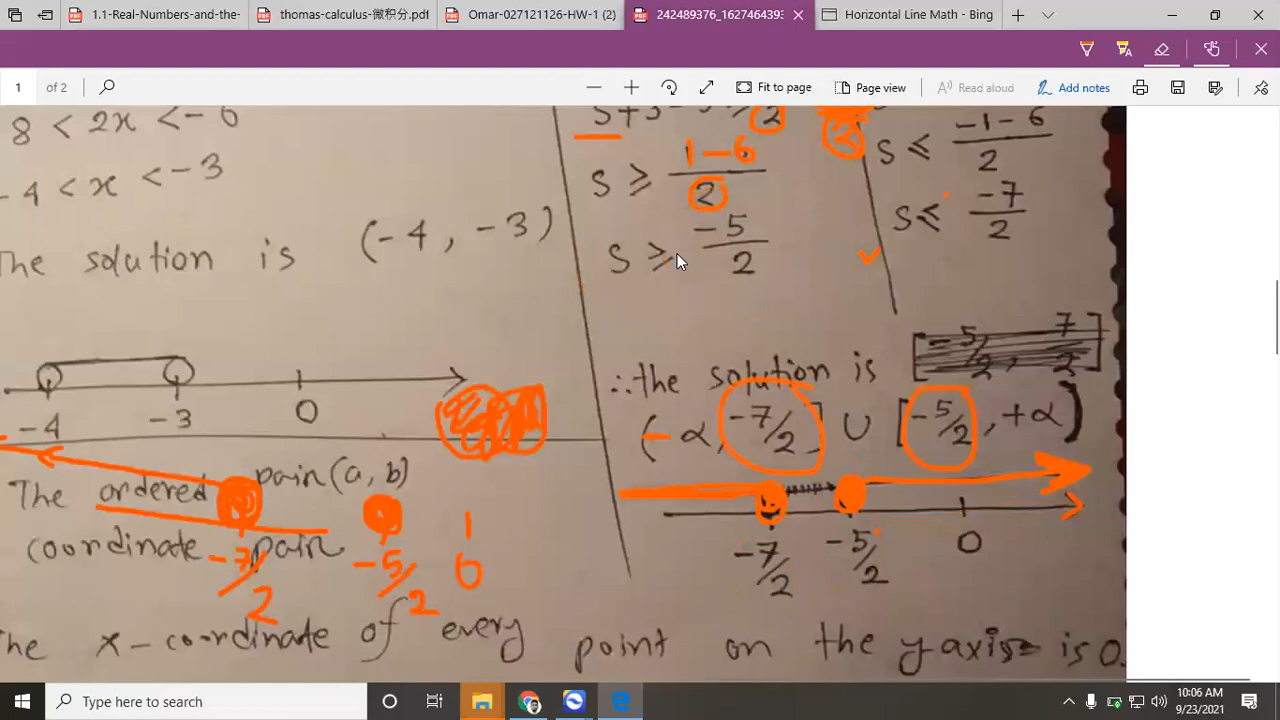 1.1-Real-Numbers-and-the-
thomas-calculus-微积分.pdf
Omar-027121126-HW-1 (2)
242489376_1627464393
Horizontal Line Math - Bing
1
of 2
Fit to page
Page view
Read aloud
Add notes
8 < 2x < -6
-4 < x < -3
The solution is (-4, -3)
-4 -3 0
S ≥ 1-6/2
S ≥ -5/2
S ≤ -1-6/2
S ≤ -7/2
∴ the solution is
(-α, -7/2] ∪ [-5/2, +α)
-7/2 -5/2 0
The ordered pain (a, b)
coordinate pain
-7/2 -5/2 0
The x-coordinate of every point on the y axis is 0.
Type here to search
10:06 AM
9/23/2021